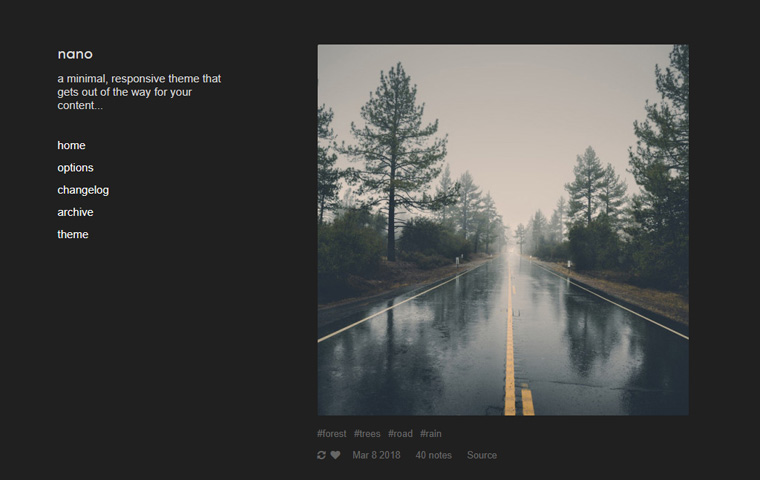 nano
a minimal, responsive theme that
gets out of the way for your
content...
home
options
changelog
archive
theme
#forest #trees #road #rain
Mar 8 2018 40 notes Source